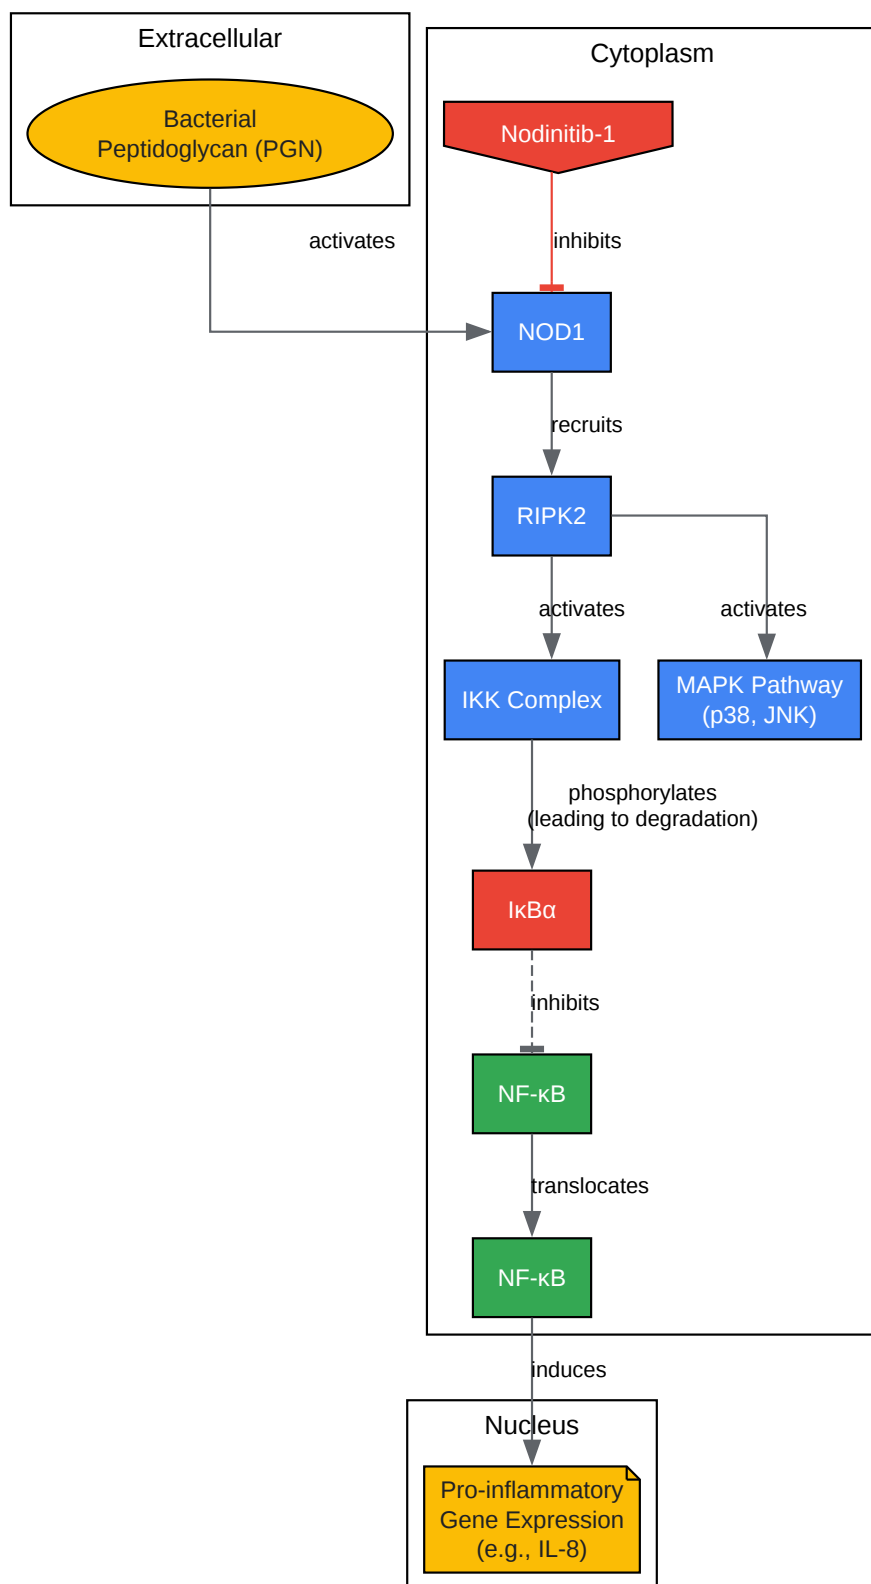 Extracellular
Bacterial
Peptidoglycan (PGN)
Cytoplasm
Nodinitib-1
activates
inhibits
NOD1
recruits
RIPK2
activates
activates
IKK Complex
MAPK Pathway
(p38, JNK)
phosphorylates
(leading to degradation)
IκBα
inhibits
NF-κB
translocates
NF-κB
induces
Nucleus
Pro-inflammatory
Gene Expression
(e.g., IL-8)